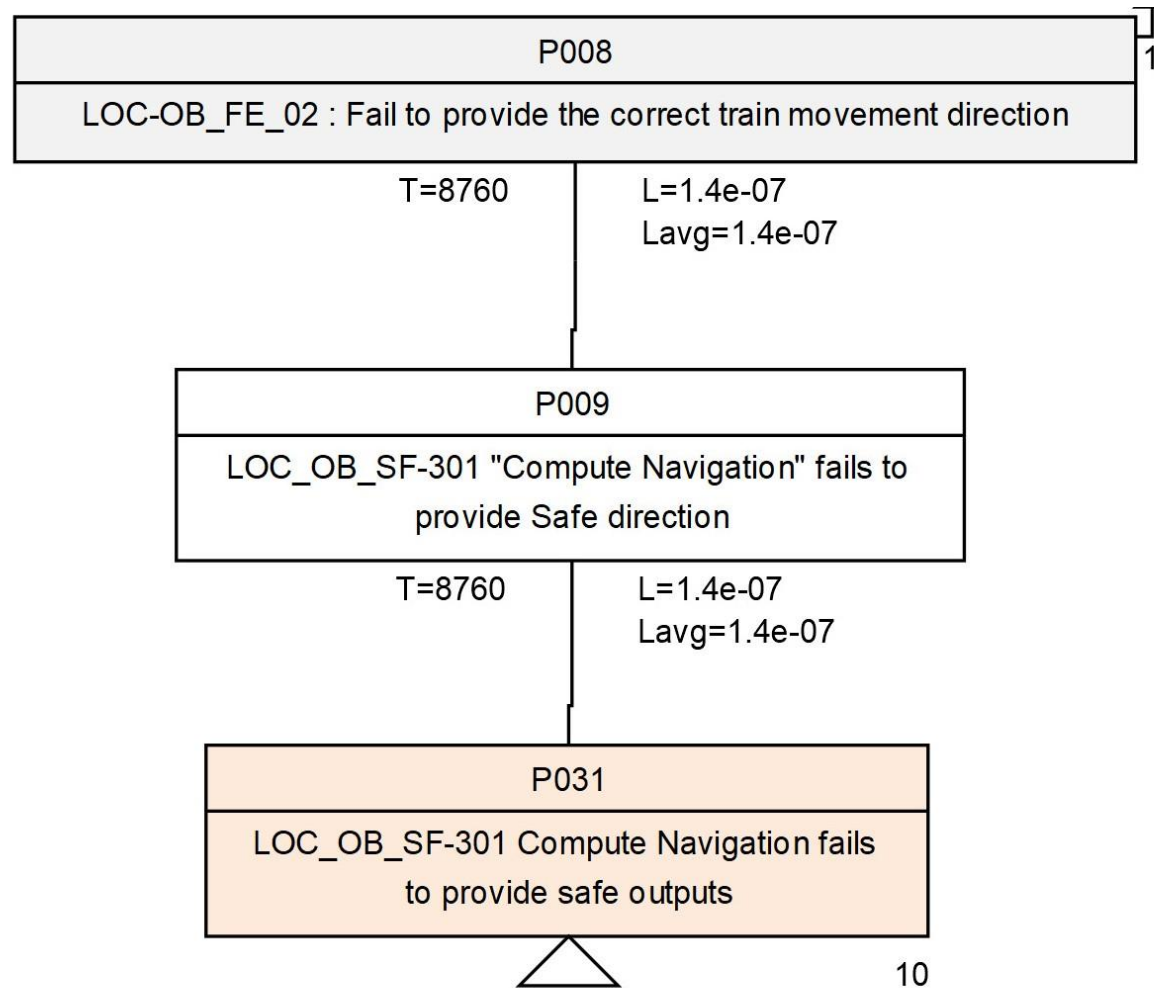 P008
1
LOC-OB_FE_02 : Fail to provide the correct train movement direction
T=8760
L=1.4e-07
Lavg=1.4e-07
P009
LOC_OB_SF-301 "Compute Navigation" fails to
provide Safe direction
T=8760
L=1.4e-07
Lavg=1.4e-07
P031
LOC_OB_SF-301 Compute Navigation fails
to provide safe outputs
10